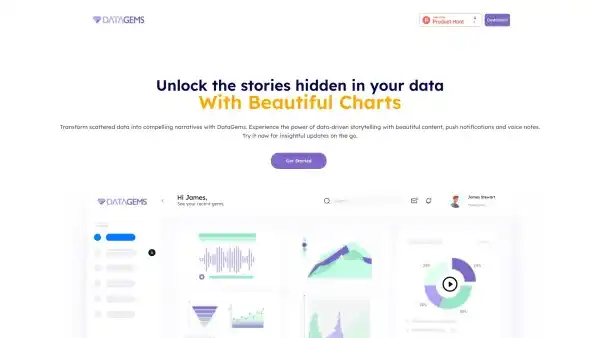 DATAGEMS
Product Hunt
Dashboard
Unlock the stories hidden in your data
With Beautiful Charts
Transform scattered data into compelling narratives with DataGems. Experience the power of data-driven storytelling with beautiful content, push notifications and voice notes.
Try it now for insightful updates on the go.
Get Started
DATAGEMS
Hi James,
See your recent gems.
Search
James Stewart